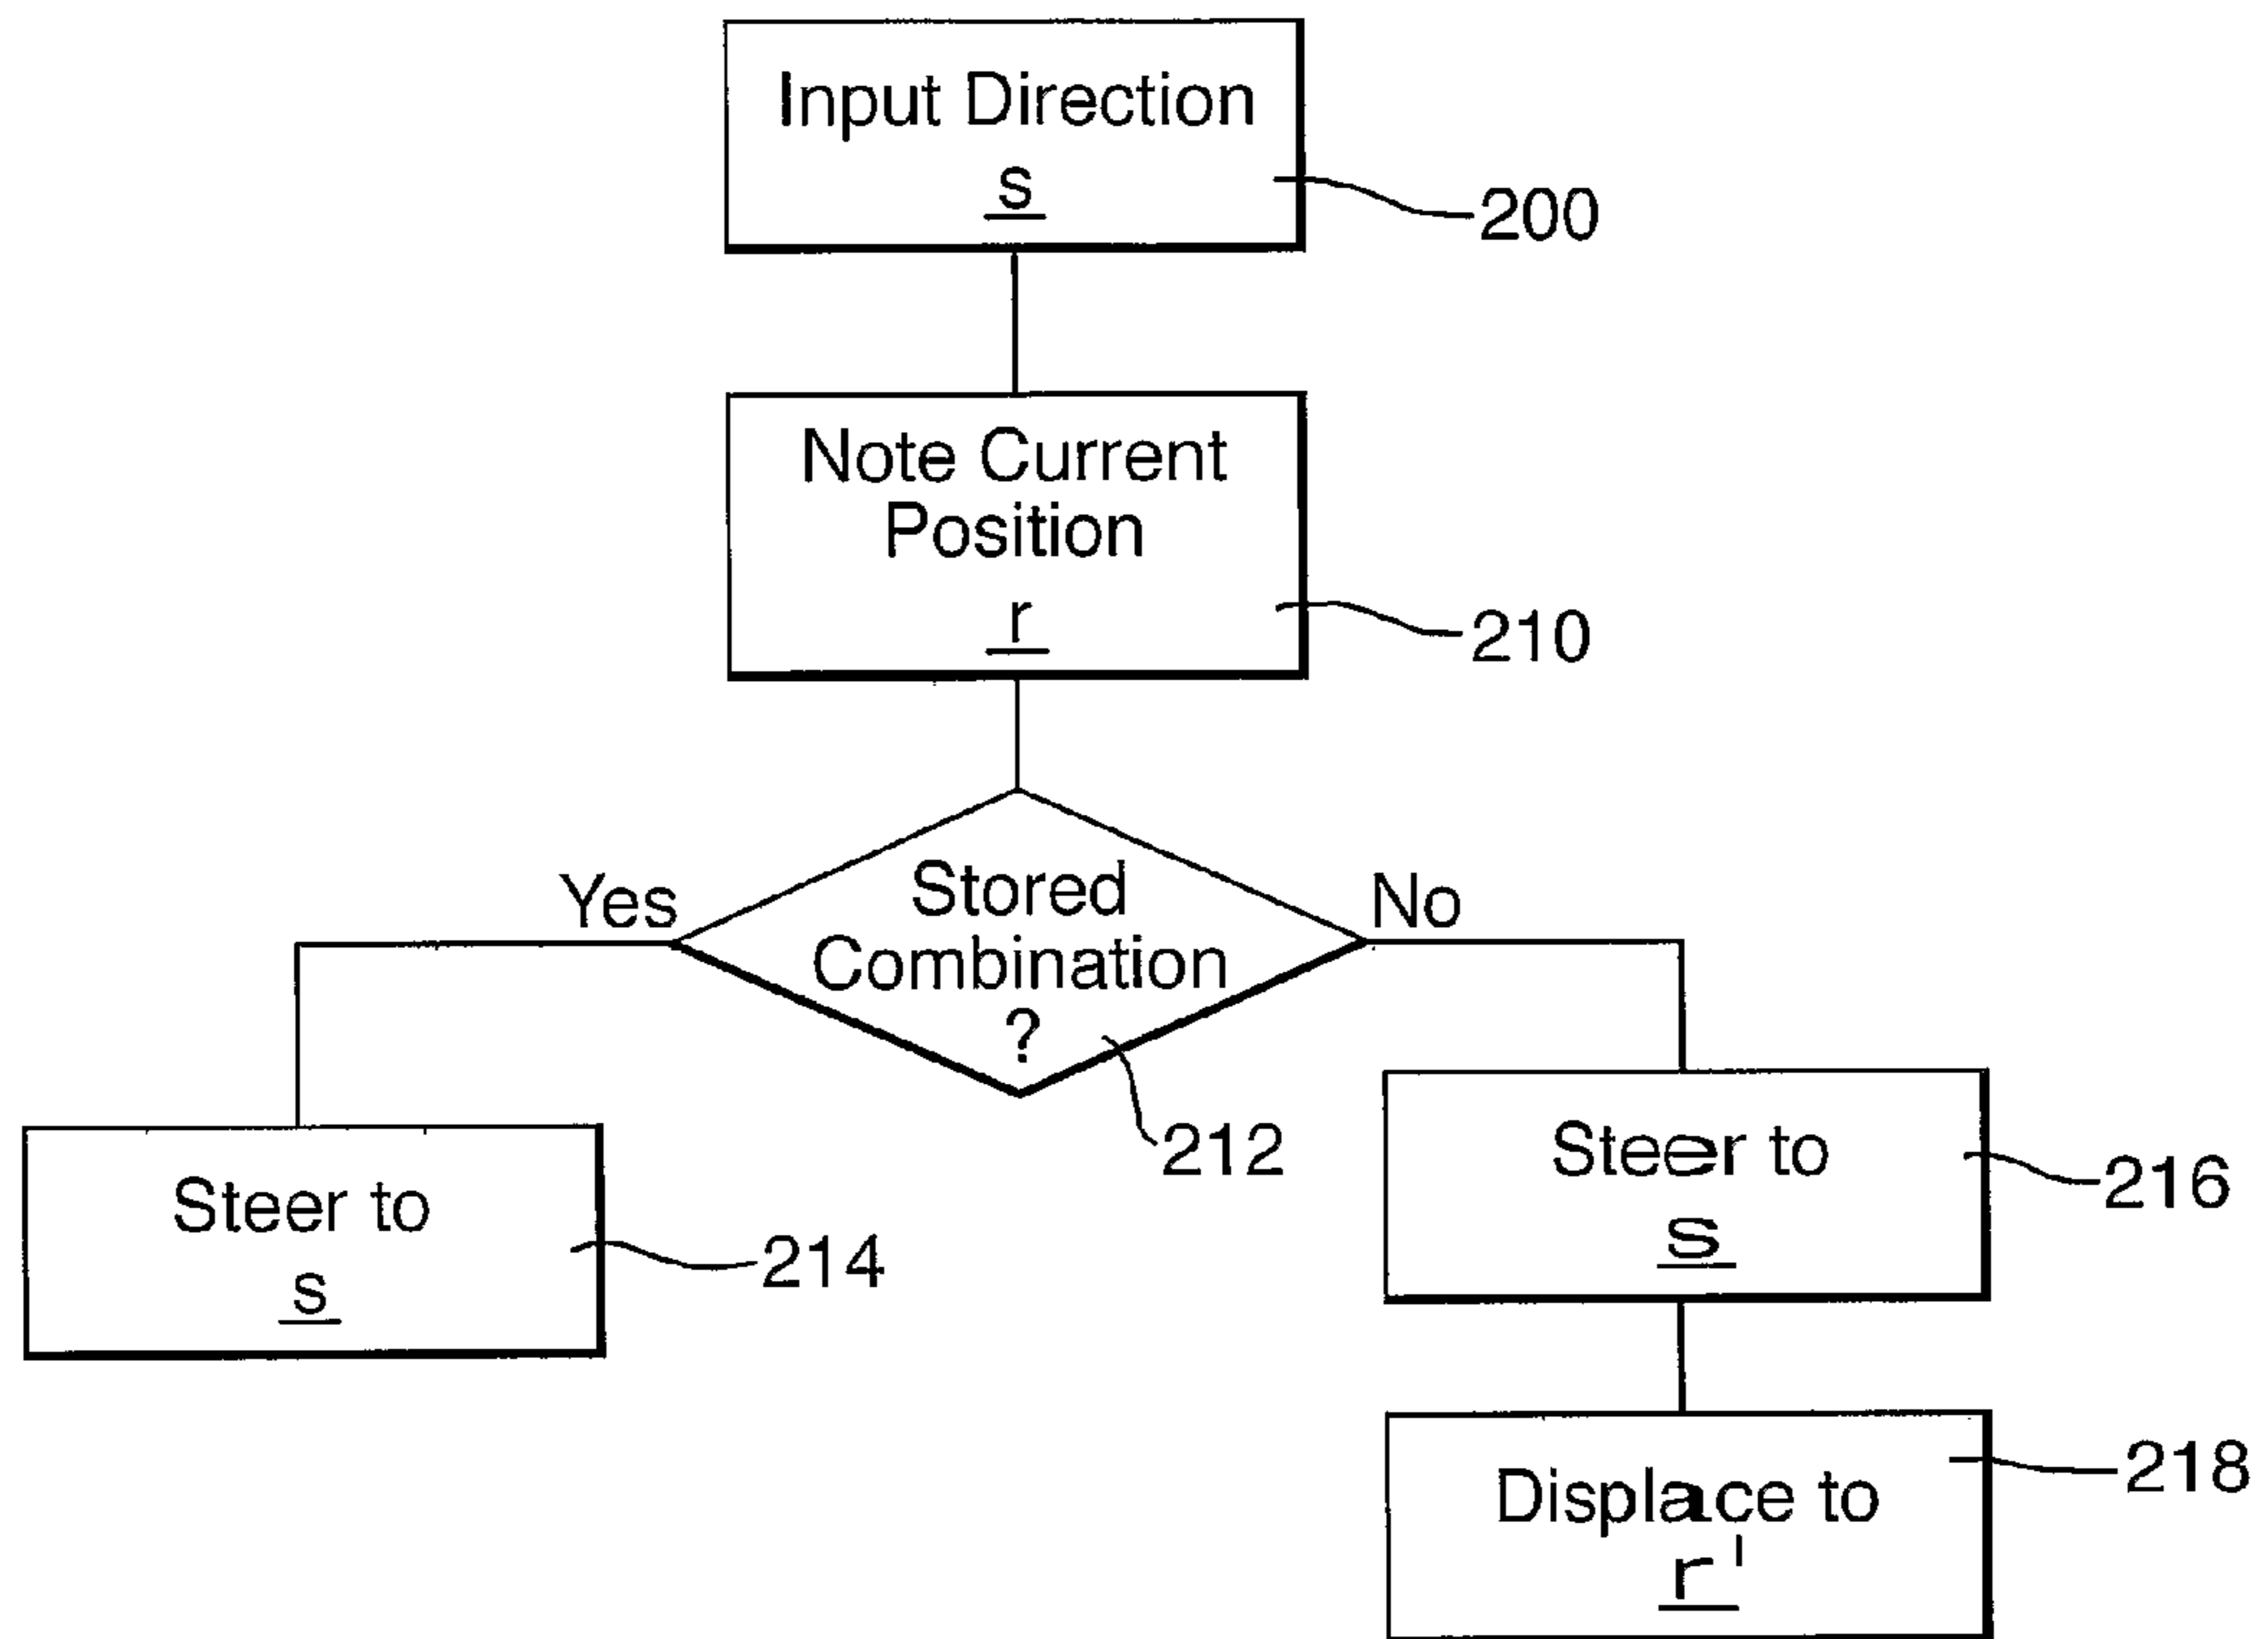 Input Direction
s
200
Note Current
Position
r
210
Stored
Combination
?
Yes
No
212
Steer to
s
214
Steer to
s
216
Displace to
r'
218